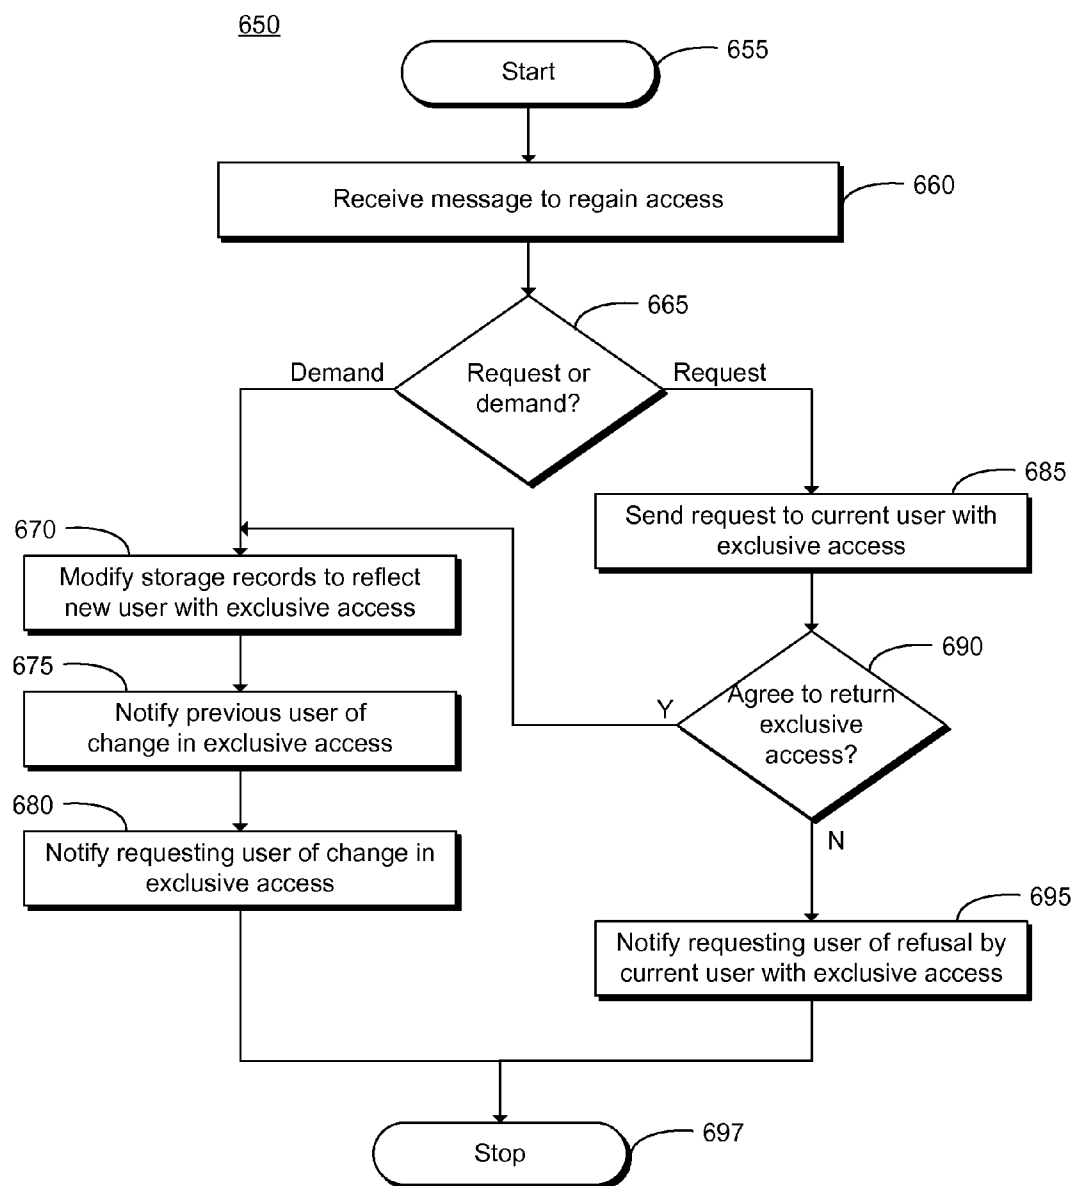 650
Start
655
Receive message to regain access
660
665
Request or
demand?
Demand
Request
685
Send request to current user with
exclusive access
670
Modify storage records to reflect
new user with exclusive access
675
Notify previous user of
change in exclusive access
690
Agree to return
exclusive
access?
Y
N
680
Notify requesting user of change in
exclusive access
695
Notify requesting user of refusal by
current user with exclusive access
Stop
697